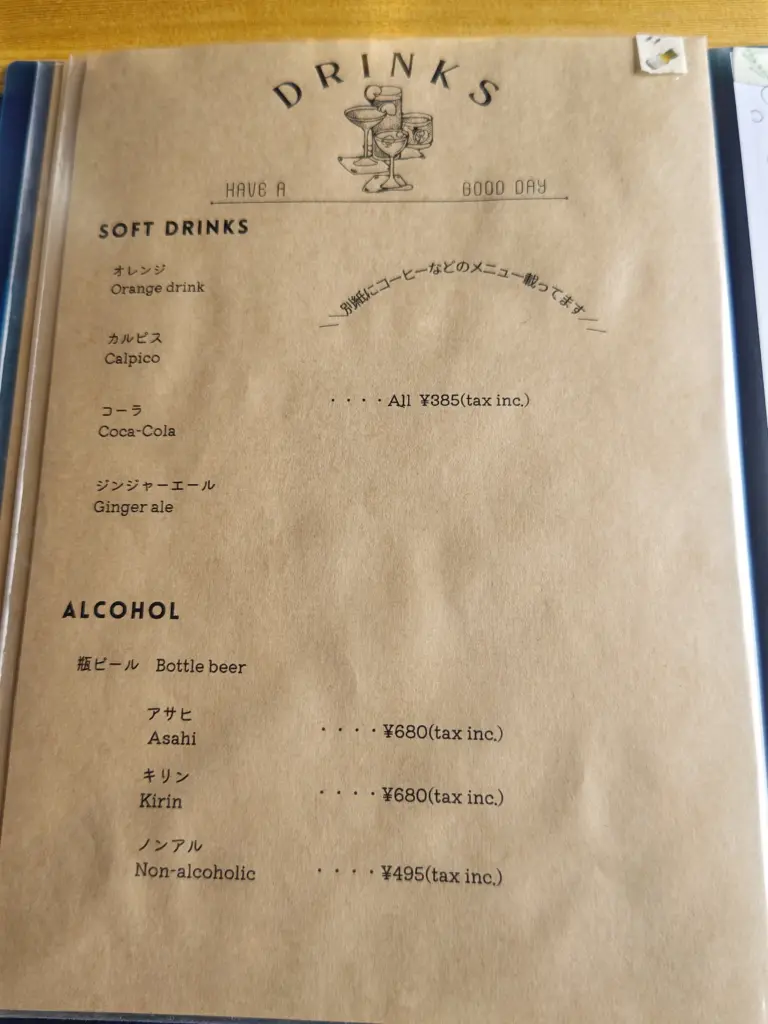 DRINKS
HAVE A GOOD DAY
SOFT DRINKS
＼＼別紙にコーヒーなどのメニュー載ってます／／
オレンジ
Orange drink
カルピス
Calpico
・・・・All ¥385(tax inc.)
コーラ
Coca-Cola
ジンジャーエール
Ginger ale
ALCOHOL
瓶ビール Bottle beer
アサヒ
Asahi ・・・・¥680(tax inc.)
キリン
Kirin ・・・・¥680(tax inc.)
ノンアル
Non-alcoholic ・・・・¥495(tax inc.)